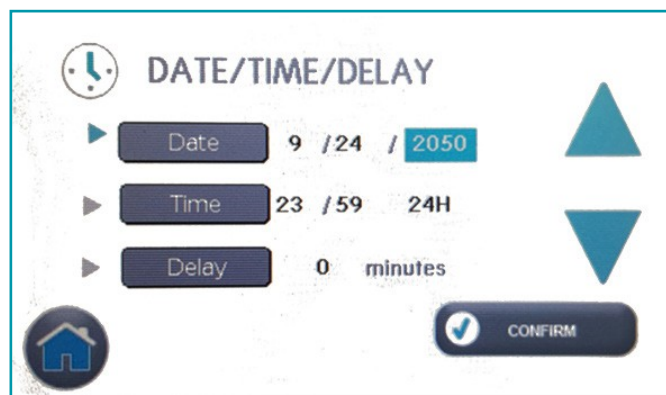 DATE/TIME/DELAY
Date 9 /24 / 2050
Time 23 /59 24H
Delay 0 minutes
CONFIRM